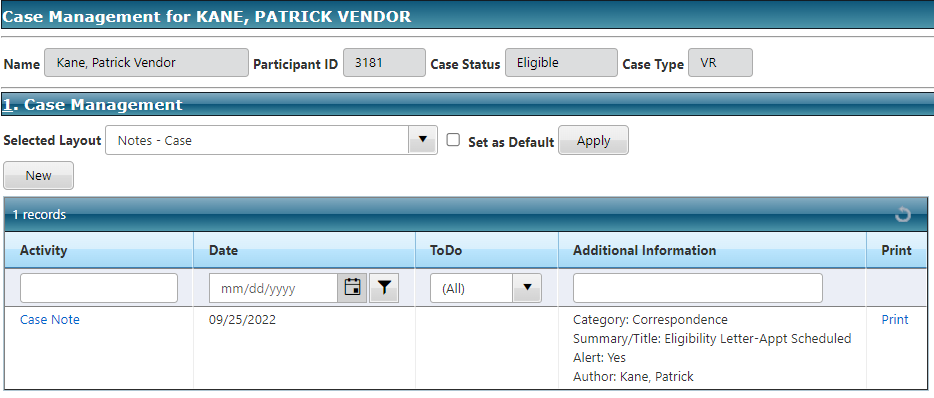 Case Management for KANE, PATRICK VENDOR
Name Kane, Patrick Vendor Participant ID 3181 Case Status Eligible Case Type VR
1. Case Management
Selected Layout Notes - Case Set as Default Apply
New
1 records
Activity Date ToDo Additional Information Print
mm/dd/yyyy (All)
Case Note 09/25/2022 Category: Correspondence Print
Summary/Title: Eligibility Letter-Appt Scheduled
Alert: Yes
Author: Kane, Patrick